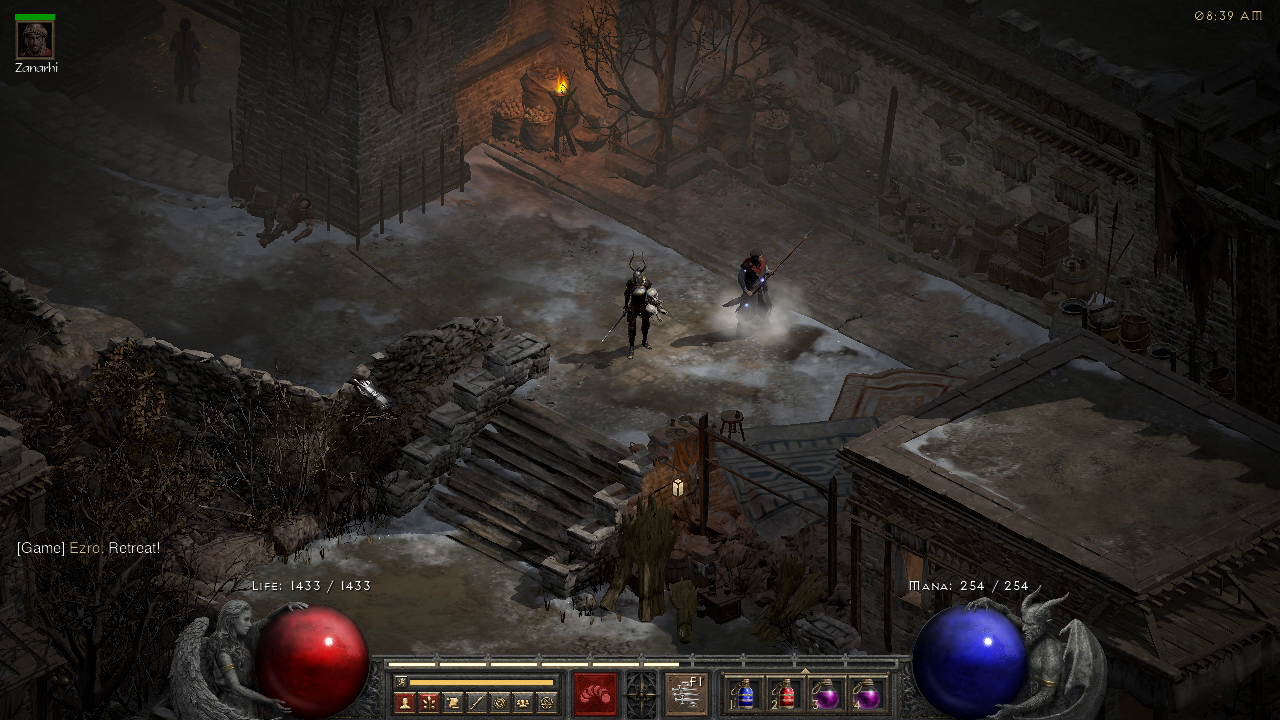 08:39 AM
Zanarhi
[Game] Ezro: Retreat!
Life: 1433 / 1433
Mana: 254 / 254
F1
1
2
3
4